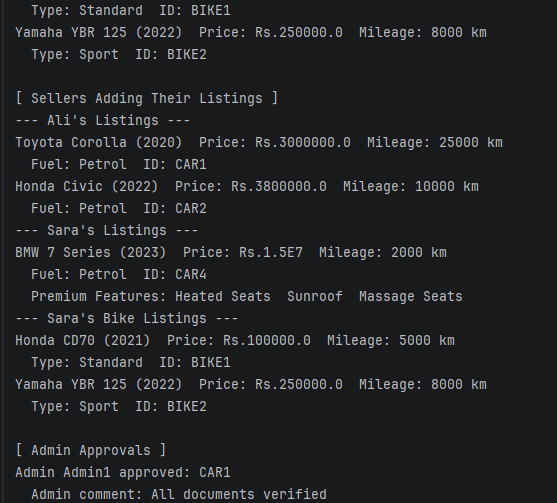 Type: Standard  ID: BIKE1
Yamaha YBR 125 (2022)  Price: Rs.250000.0  Mileage: 8000 km
  Type: Sport  ID: BIKE2

[ Sellers Adding Their Listings ]
--- Ali's Listings ---
Toyota Corolla (2020)  Price: Rs.3000000.0  Mileage: 25000 km
  Fuel: Petrol  ID: CAR1
Honda Civic (2022)  Price: Rs.3800000.0  Mileage: 10000 km
  Fuel: Petrol  ID: CAR2
--- Sara's Listings ---
BMW 7 Series (2023)  Price: Rs.1.5E7  Mileage: 2000 km
  Fuel: Petrol  ID: CAR4
  Premium Features: Heated Seats  Sunroof  Massage Seats
--- Sara's Bike Listings ---
Honda CD70 (2021)  Price: Rs.100000.0  Mileage: 5000 km
  Type: Standard  ID: BIKE1
Yamaha YBR 125 (2022)  Price: Rs.250000.0  Mileage: 8000 km
  Type: Sport  ID: BIKE2

[ Admin Approvals ]
Admin Admin1 approved: CAR1
  Admin comment: All documents verified